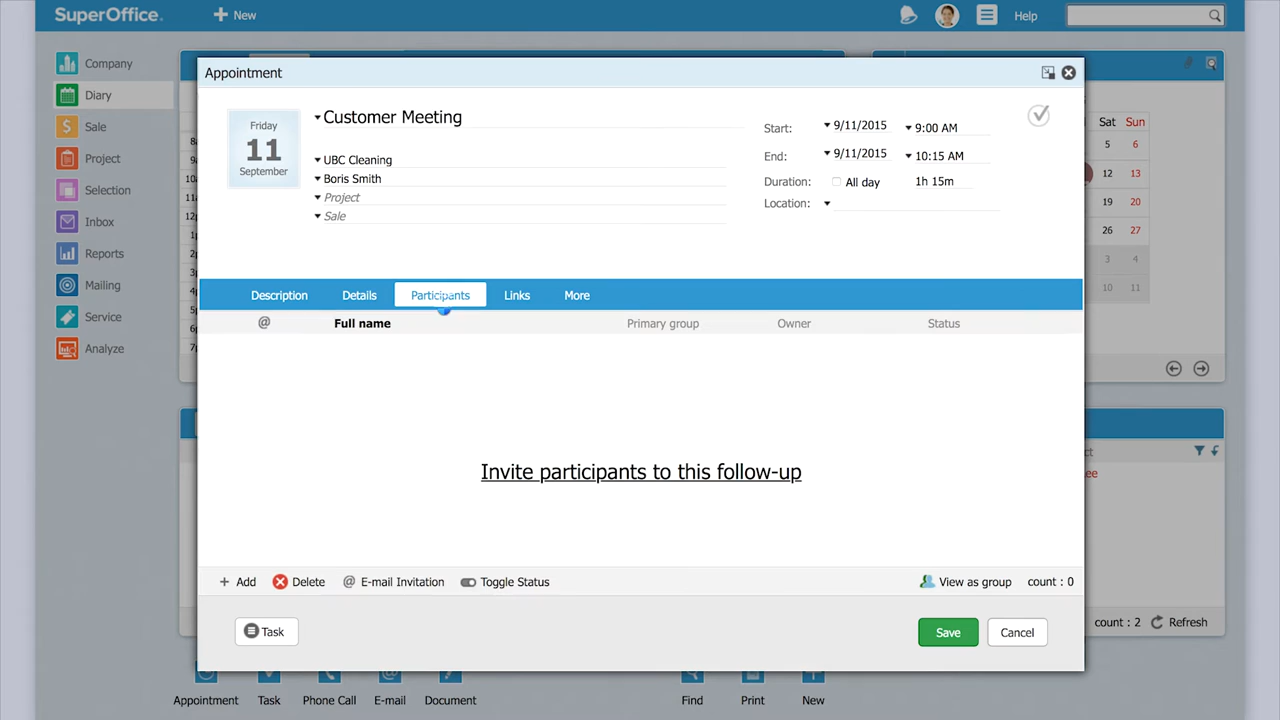 SuperOffice.
New
Help
Company
Diary
Sale
Project
Selection
Inbox
Reports
Mailing
Service
Analyze
Appointment
Friday
11
September
Customer Meeting
UBC Cleaning
Boris Smith
Project
Sale
Start: 9/11/2015 9:00 AM
End: 9/11/2015 10:15 AM
Duration: All day 1h 15m
Location:
Sat Sun
5 6
12 13
19 20
26 27
3 4
10 11
Description Details Participants Links More
@ Full name Primary group Owner Status
Invite participants to this follow-up
+ Add Delete @ E-mail Invitation Toggle Status View as group count : 0
Task Save Cancel
count : 2 Refresh
Appointment Task Phone Call E-mail Document Find Print New